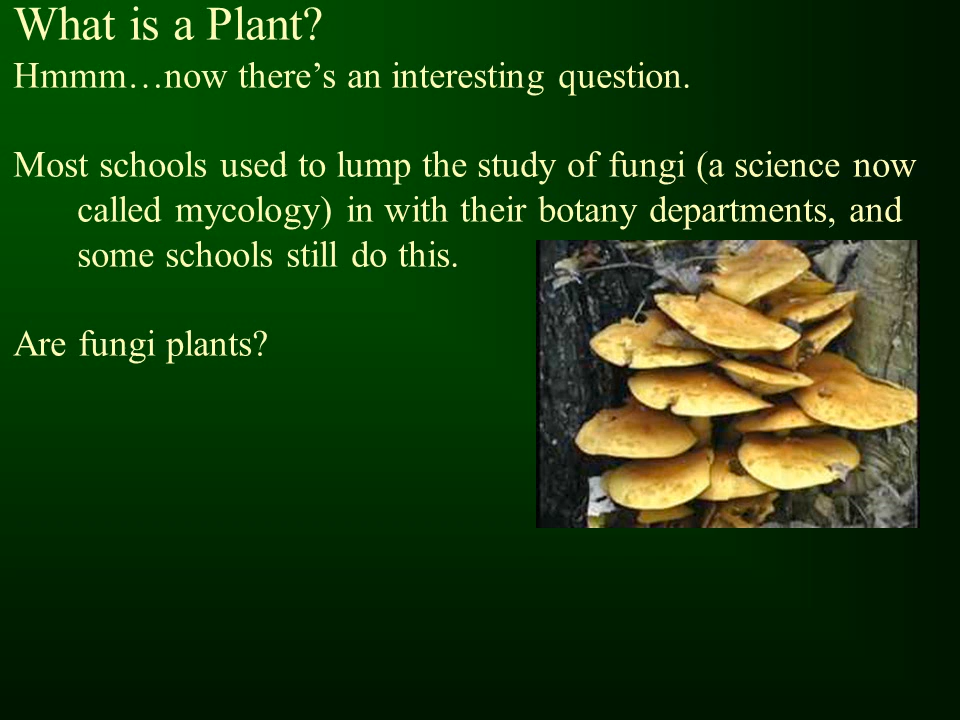 What is a Plant?
Hmmm…now there’s an interesting question.
Most schools used to lump the study of fungi (a science now
called mycology) in with their botany departments, and
some schools still do this.
Are fungi plants?